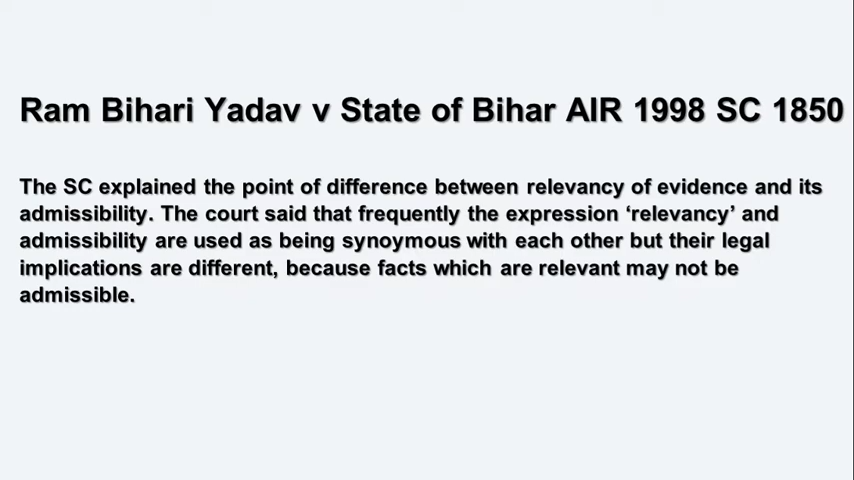 Ram Bihari Yadav v State of Bihar AIR 1998 SC 1850
The SC explained the point of difference between relevancy of evidence and its
admissibility. The court said that frequently the expression ‘relevancy’ and
admissibility are used as being synoymous with each other but their legal
implications are different, because facts which are relevant may not be
admissible.